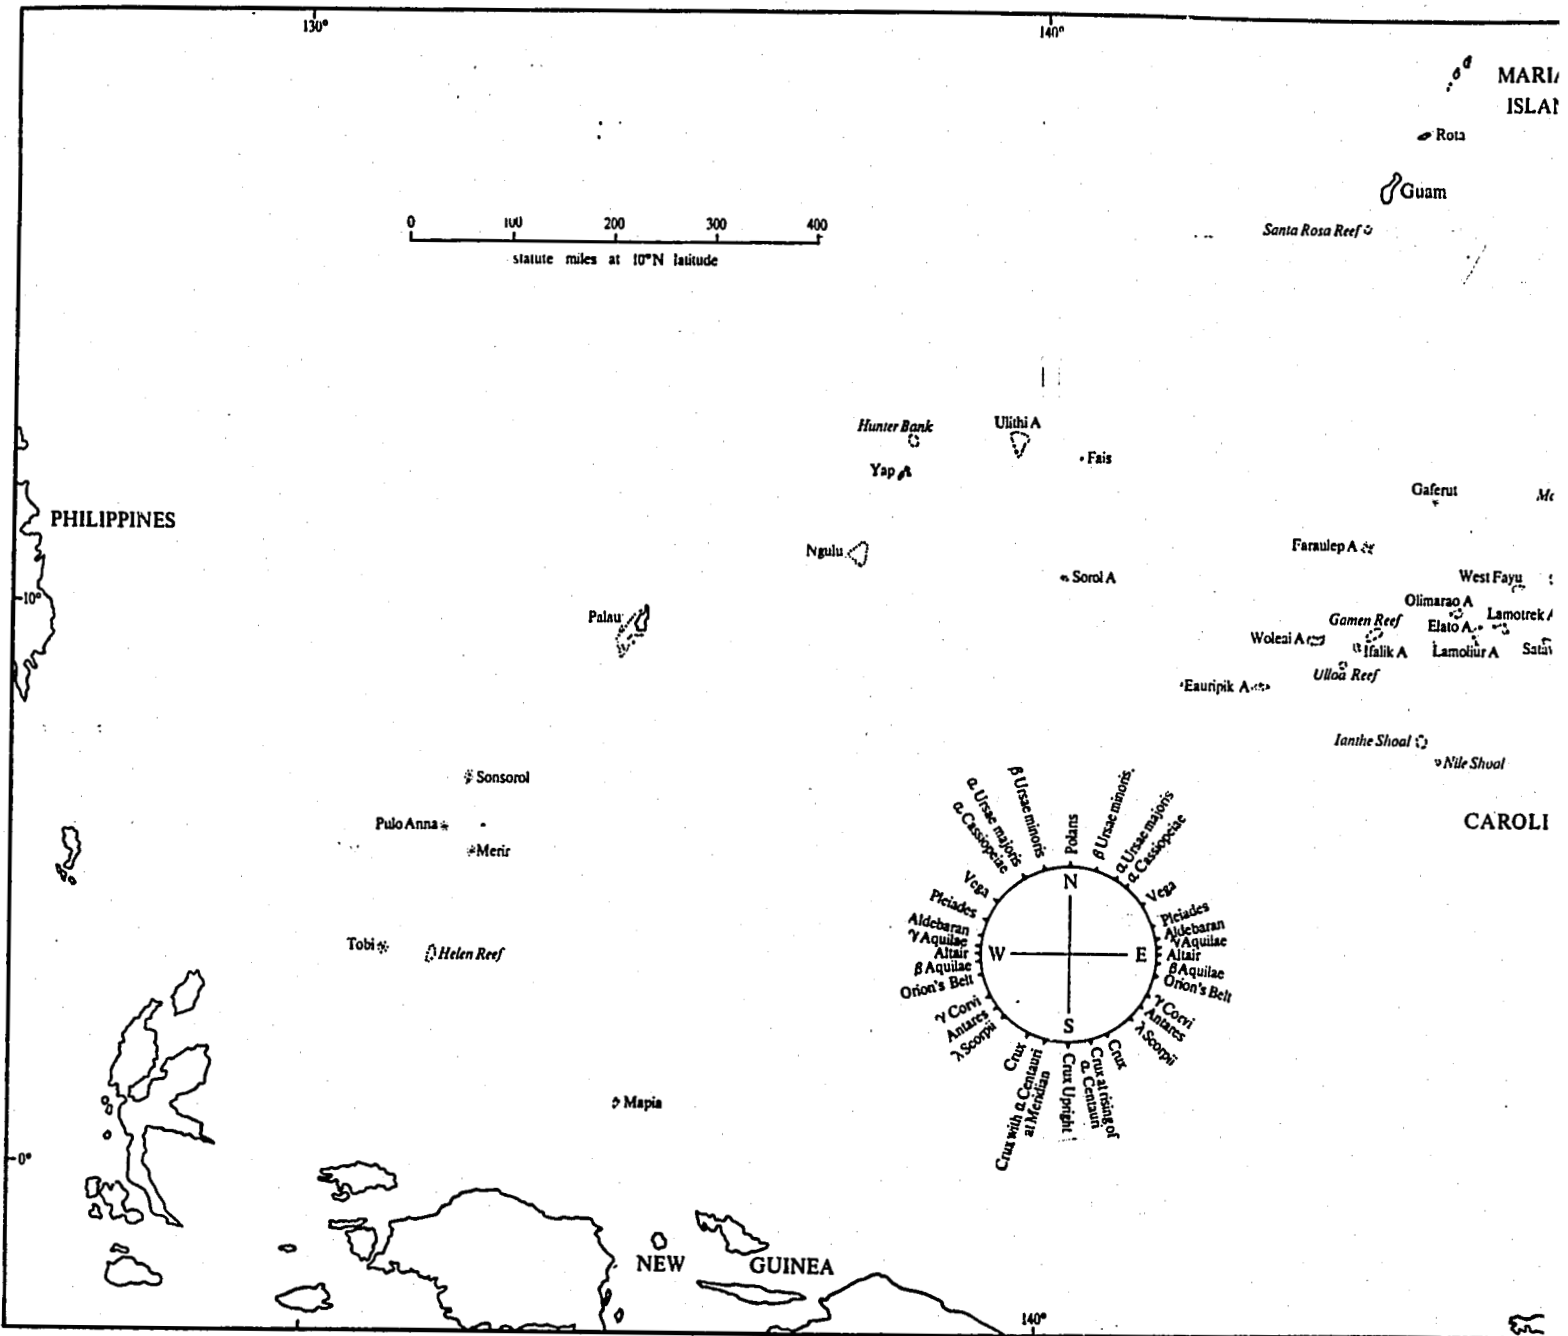 130°
140°
MARIA
ISLAN
Rota
Guam
Santa Rosa Reef
0 100 200 300 400
statute miles at 10°N latitude
Hunter Bank
Ulithi A
Fais
Yap
Gaferut
PHILIPPINES
Ngulu
Faraulep A
Sorol A
West Fayu
10°
Palau
Olimarao A
Gamen Reef
Elato A
Lamotrek A
Woleai A
Ifalik A
Lamoliur A
Sataw
Ulloa Reef
Eauripik A
Ianthe Shoal
Nile Shoal
Sonsorol
Pulo Anna
Merir
CAROLI
Tobi
Helen Reef
Polaris
β Ursae minoris
α Ursae majoris
α Cassiopeiae
Vega
Pleiades
Aldebaran
γ Aquilae
Altair
β Aquilae
Orion's Belt
γ Corvi
Antares
λ Scorpii
Crux
Crux at rising of
α Centauri
Crux Upright
Crux with α Centauri
at Meridian
Crux
λ Scorpii
Antares
γ Corvi
Orion's Belt
β Aquilae
Altair
γ Aquilae
Aldebaran
Pleiades
Vega
α Cassiopeiae
α Ursae majoris
β Ursae minoris
N
W E
S
Mapia
0°
NEW GUINEA
140°